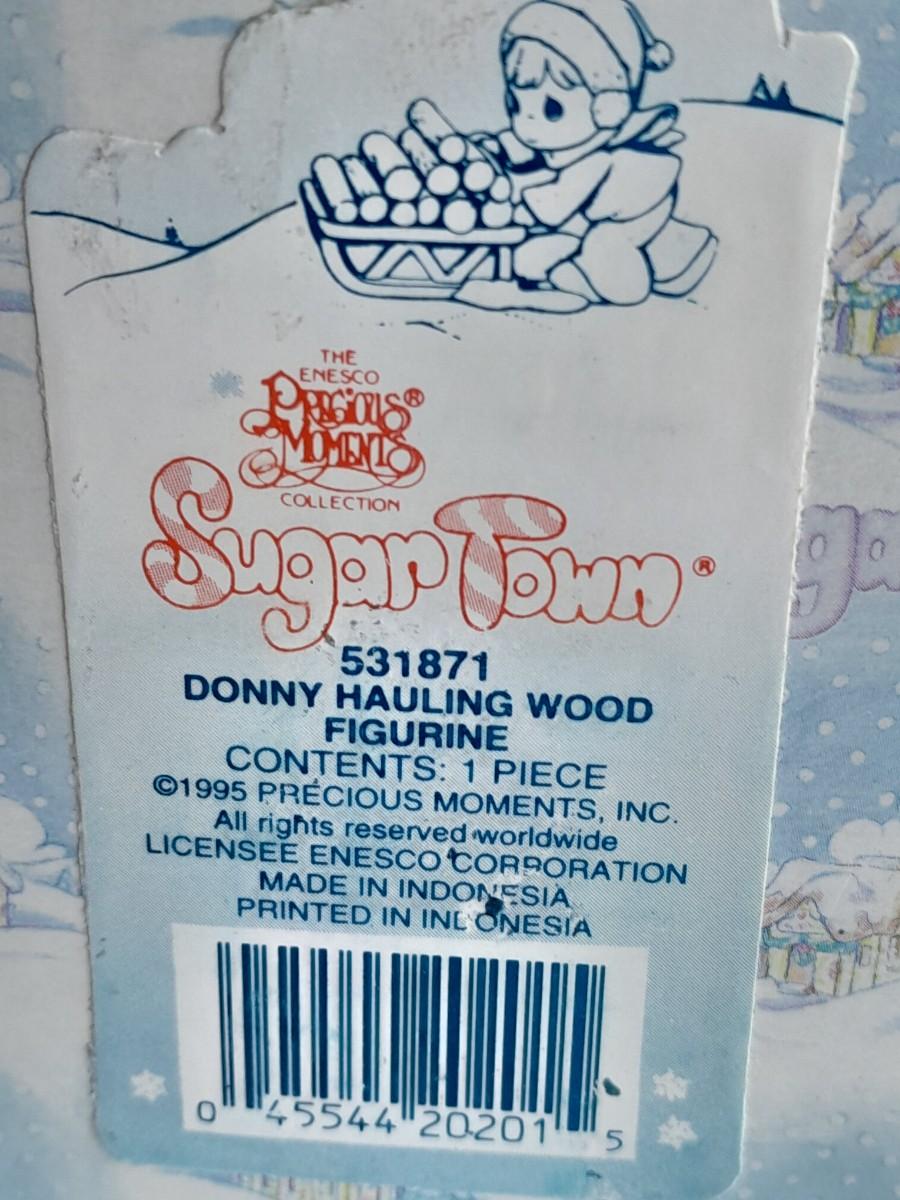 THE
ENESCO
PRECIOUS®
MOMENTS
COLLECTION
Sugar Town®
531871
DONNY HAULING WOOD
FIGURINE
CONTENTS: 1 PIECE
©1995 PRECIOUS MOMENTS, INC.
All rights reserved worldwide
LICENSEE ENESCO CORPORATION
MADE IN INDONESIA
PRINTED IN INDONESIA
0 45544 20201 5
ga